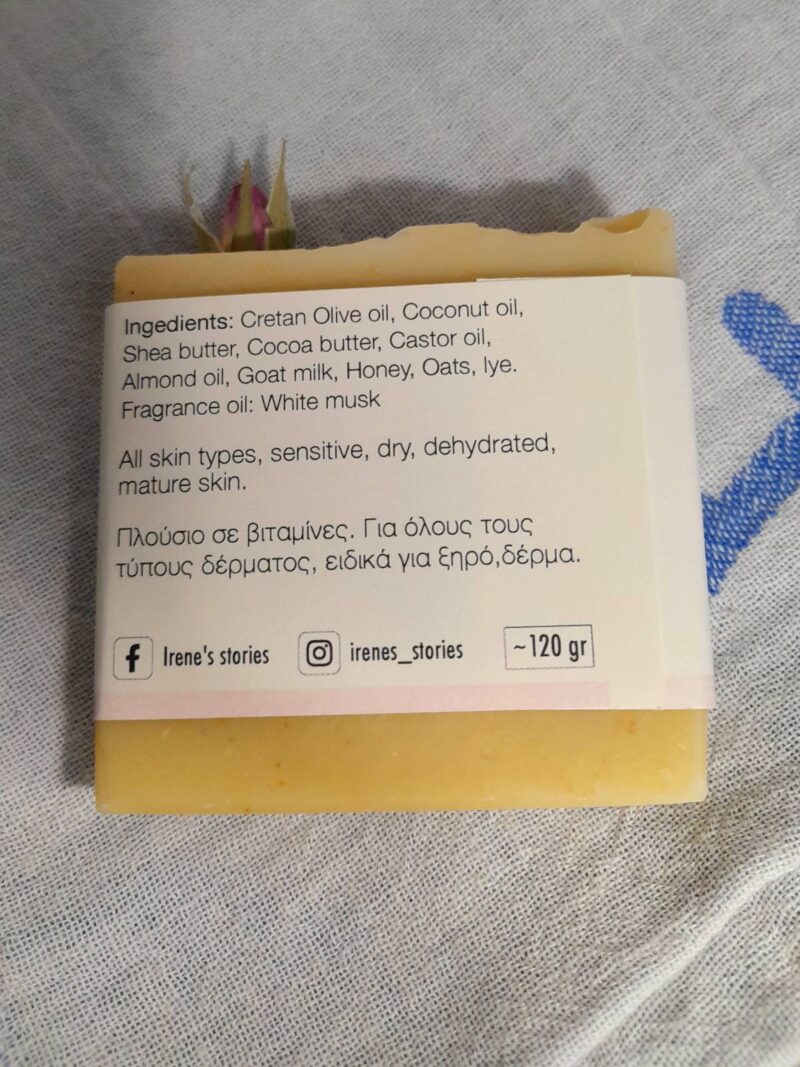 Ingedients: Cretan Olive oil, Coconut oil,
Shea butter, Cocoa butter, Castor oil,
Almond oil, Goat milk, Honey, Oats, lye.
Fragrance oil: White musk
All skin types, sensitive, dry, dehydrated,
mature skin.
Πλούσιο σε βιταμίνες. Για όλους τους
τύπους δέρματος, ειδικά για ξηρό,δέρμα.
Irene's stories irenes_stories ~120 gr